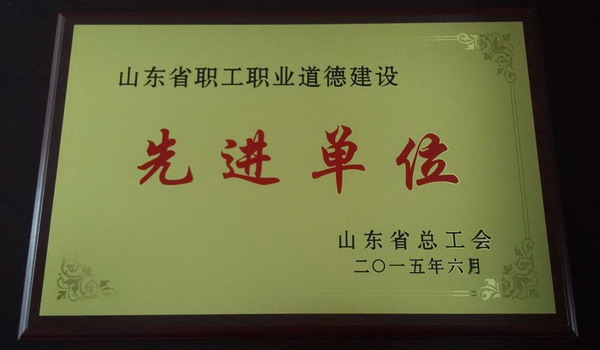 山东省职工职业道德建设
先进单位
山东省总工会
二〇一五年六月